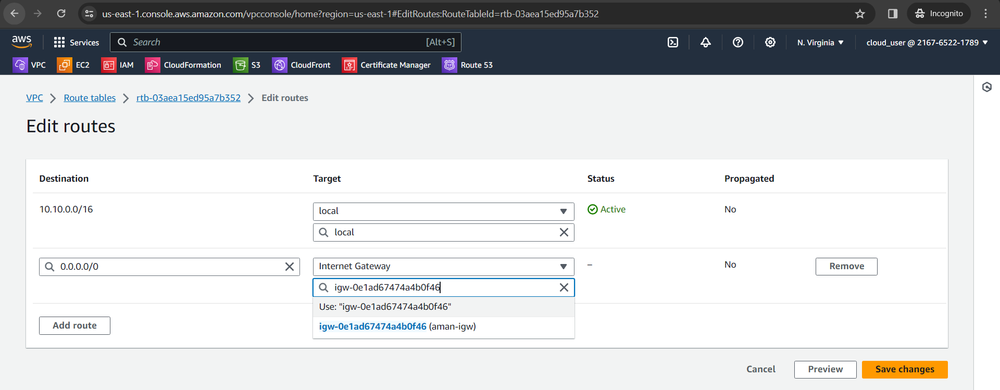 us-east-1.console.aws.amazon.com/vpcconsole/home?region=us-east-1#EditRoutes:RouteTableId=rtb-03aea15ed95a7b352 Incognito
aws Services Search [Alt+S] N. Virginia cloud_user @ 2167-6522-1789
VPC EC2 IAM CloudFormation S3 CloudFront Certificate Manager 53 Route 53
VPC Route tables rtb-03aea15ed95a7b352 Edit routes
Edit routes
Destination Target Status Propagated
10.10.0.0/16 local Active No
local
0.0.0.0/0 Internet Gateway – No Remove
igw-0e1ad67474a4b0f46
Use: "igw-0e1ad67474a4b0f46"
Add route igw-0e1ad67474a4b0f46 (aman-igw)
Cancel Preview Save changes